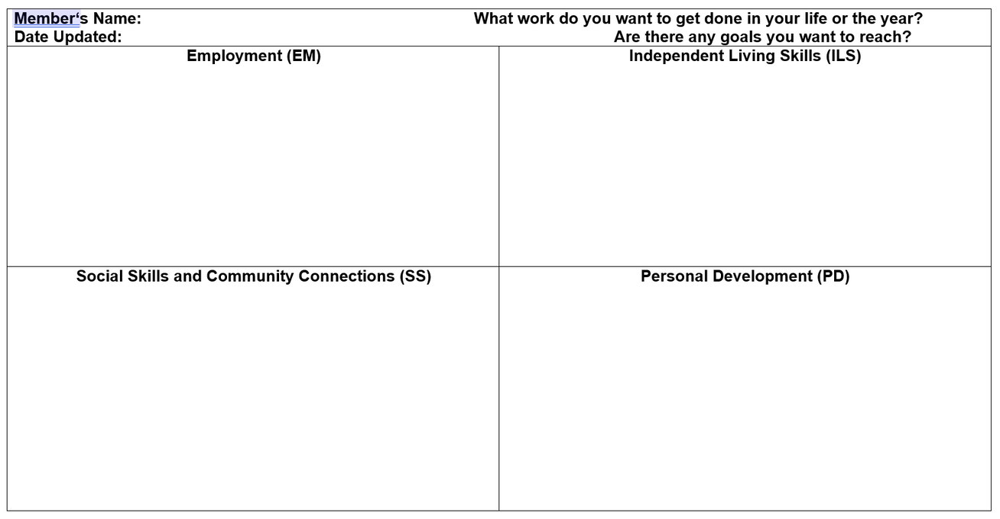 Member‘s Name: What work do you want to get done in your life or the year?
Date Updated: Are there any goals you want to reach?
Employment (EM)
Independent Living Skills (ILS)
Social Skills and Community Connections (SS)
Personal Development (PD)